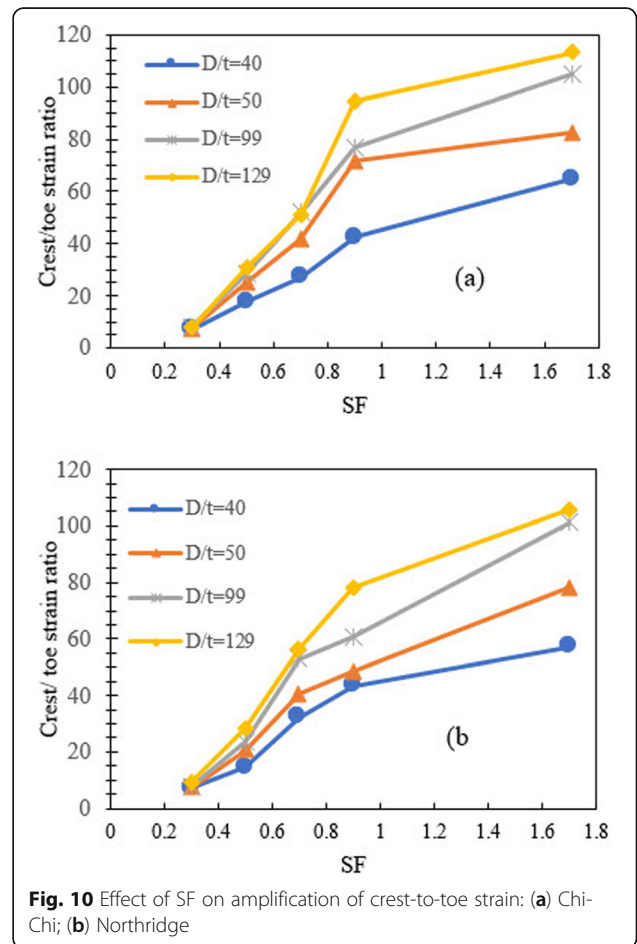 120
100
80
60
40
20
0
Crest/toe strain ratio
D/t=40
D/t=50
D/t=99
D/t=129
(a)
0 0.2 0.4 0.6 0.8 1 1.2 1.4 1.6 1.8
SF
120
100
80
60
40
20
0
Crest/ toe strain ratio
D/t=40
D/t=50
D/t=99
D/t=129
(b
0 0.2 0.4 0.6 0.8 1 1.2 1.4 1.6 1.8
SF
Fig. 10 Effect of SF on amplification of crest-to-toe strain: (a) Chi-
Chi; (b) Northridge